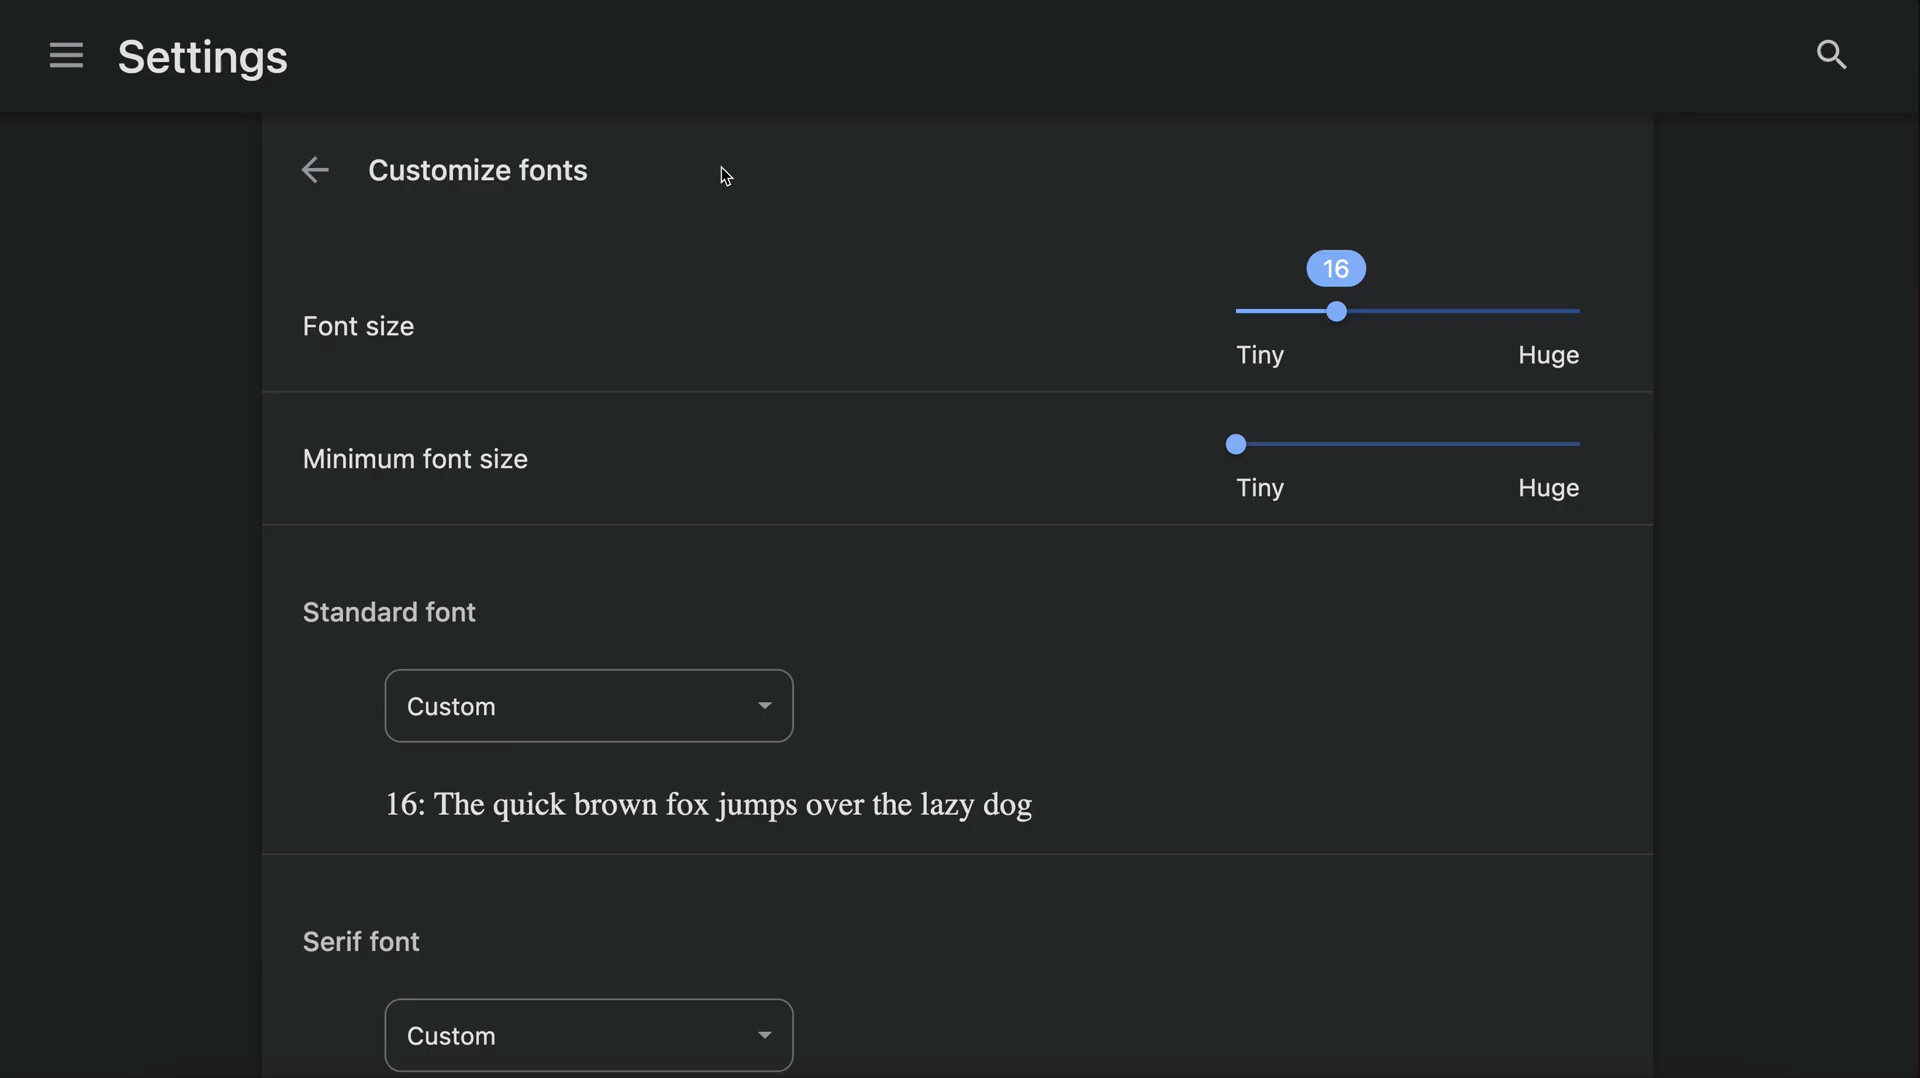 Settings
Customize fonts
16
Font size
Tiny Huge
Minimum font size
Tiny Huge
Standard font
Custom
16: The quick brown fox jumps over the lazy dog
Serif font
Custom